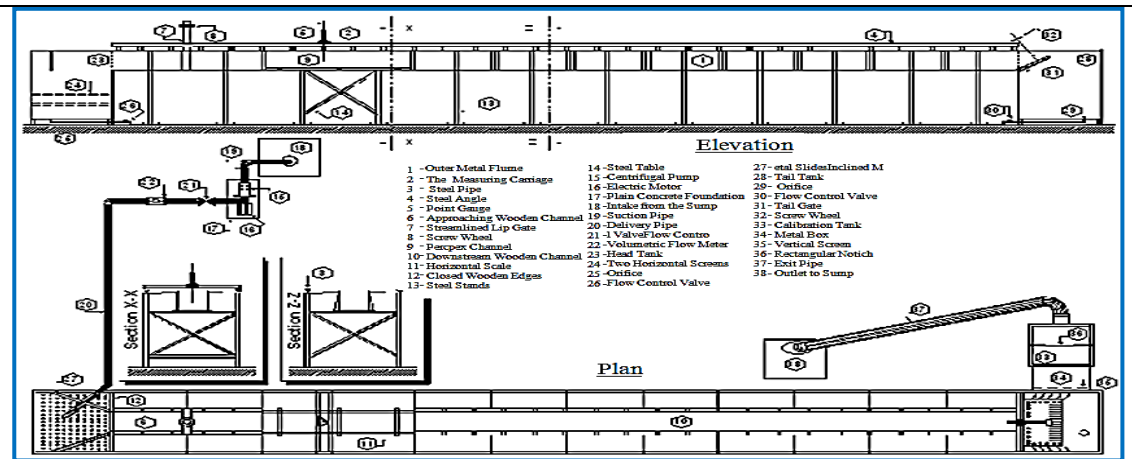 Elevation
1 -Outer Metal Flume
2 - The Measuring Carriage
3 - Steel Pipe
4 - Steel Angle
5 - Point Gauge
6 - Approaching Wooden Channel
7 - Streamlined Lip Gate
8 - Screw Wheel
9 - Percpex Channel
10- Downstream Wooden Channel
11- Horizontal Scale
12- Closed Wooden Edges
13- Steel Stands
14-Steel Table
15-Centrifugal Pump
16-Electric Motor
17-Plain Concrete Foundation
18-Intake from the Sump
19-Suction Pipe
20-Delivery Pipe
21-l ValveFlow Contro
22-Volumetric Flow Meter
23-Head Tank
24-Two Horizontal Screens
25-Orifice
26-Flow Control Valve
27- etal SlidesInclined M
28- Tail Tank
29- Orifice
30- Flow Control Valve
31- Tail Gate
32- Screw Wheel
33- Calibration Tank
34- Metal Box
35- Vertical Screen
36- Rectangular Notich
37- Exit Pipe
38- Outlet to Sump
Section X-X
Section Z-Z
Plan